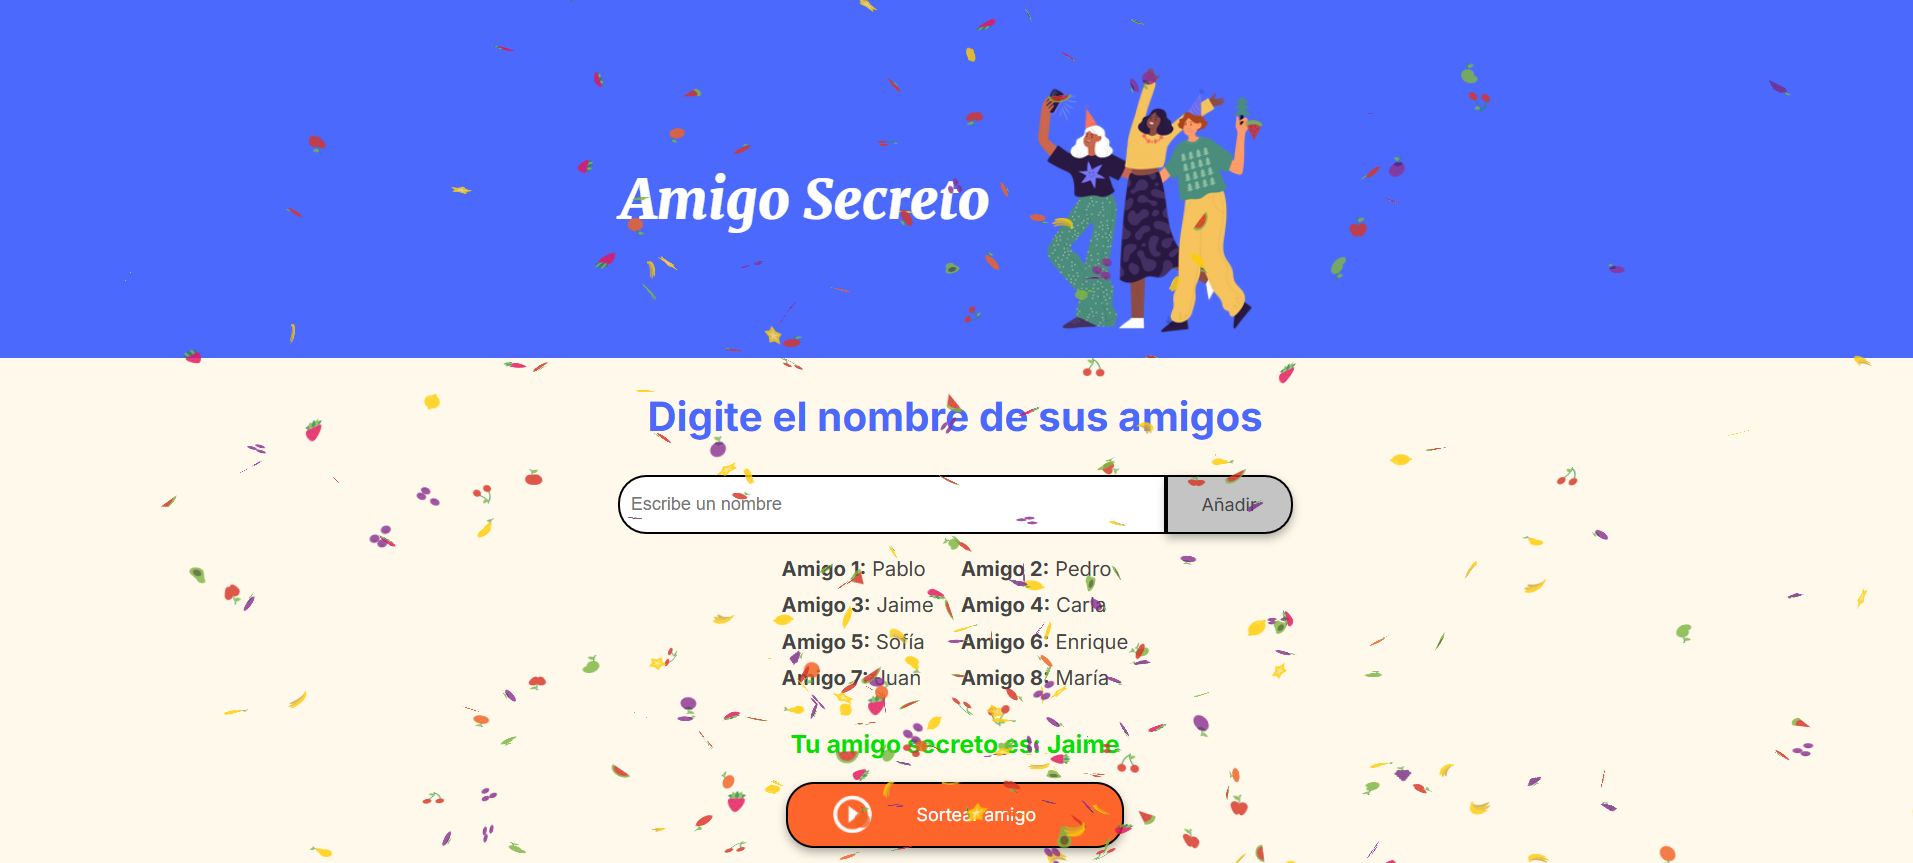 Amigo Secreto
Digite el nombre de sus amigos
Escribe un nombre
Añadir
Amigo 1: Pablo
Amigo 2: Pedro
Amigo 3: Jaime
Amigo 4: Carla
Amigo 5: Sofía
Amigo 6: Enrique
Amigo 7: Juan
Amigo 8: María
Tu amigo secreto es: Jaime
Sortear amigo